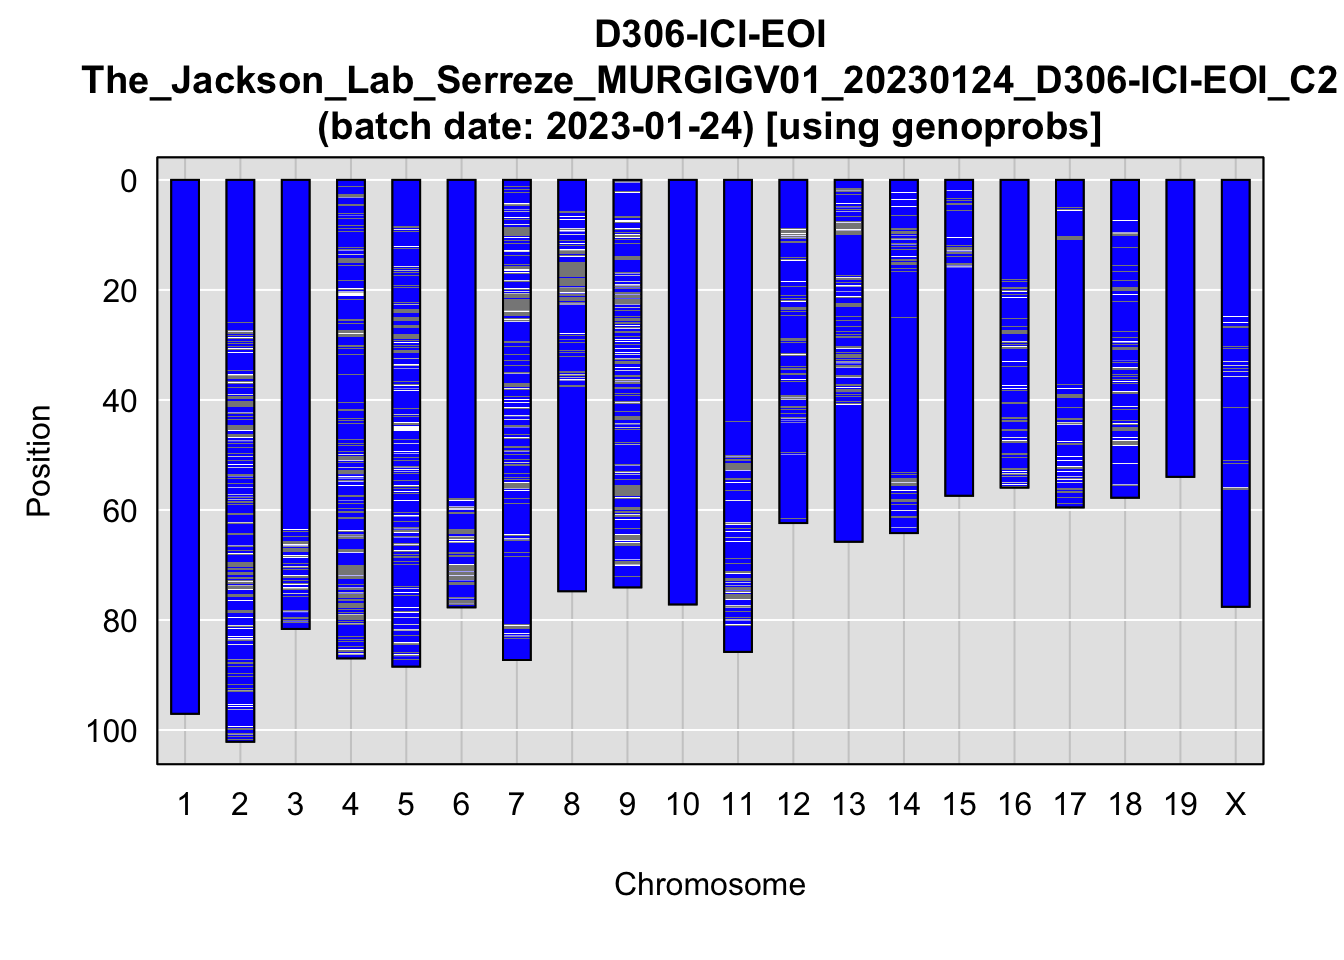 D306-ICI-EOI
The_Jackson_Lab_Serreze_MURGIGV01_20230124_D306-ICI-EOI_C2
(batch date: 2023-01-24) [using genoprobs]
0
20
40
60
80
100
Position
1 2 3 4 5 6 7 8 9 10 11 12 13 14 15 16 17 18 19 X
Chromosome